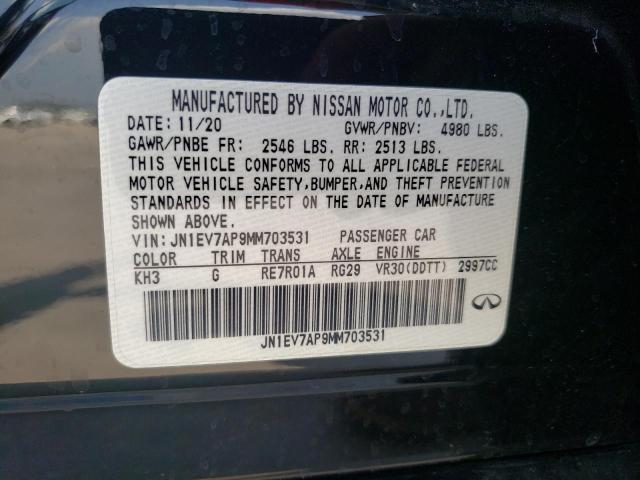 MANUFACTURED BY NISSAN MOTOR CO.,LTD.
DATE: 11/20 GVWR/PNBV: 4980 LBS.
GAWR/PNBE FR: 2546 LBS. RR: 2513 LBS.
THIS VEHICLE CONFORMS TO ALL APPLICABLE FEDERAL
MOTOR VEHICLE SAFETY,BUMPER,AND THEFT PREVENTION
STANDARDS IN EFFECT ON THE DATE OF MANUFACTURE
SHOWN ABOVE.
VIN:JN1EV7AP9MM703531 PASSENGER CAR
COLOR TRIM TRANS AXLE ENGINE
KH3 G RE7R01A RG29 VR30(DDTT) 2997CC
JN1EV7AP9MM703531